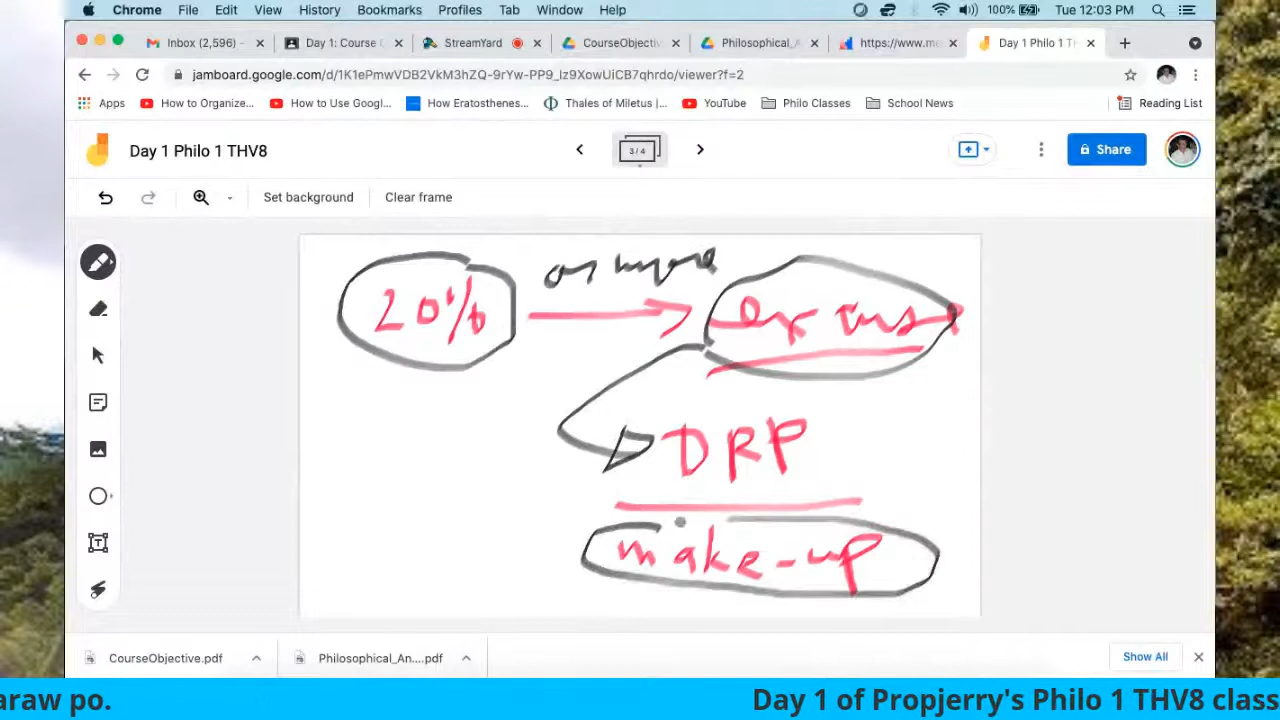 Chrome File Edit View History Bookmarks Profiles Tab Window Help 100% Tue 12:03 PM
Inbox (2,596) - Day 1: Course StreamYard CourseObjectiv Philosophical_A https://www.me Day 1 Philo 1 TH
jamboard.google.com/d/1K1ePmwVDB2VkM3hZQ-9rYw-PP9_Iz9XowUiCB7qhrdo/viewer?f=2
Apps How to Organize... How to Use Googl... How Eratosthenes... Thales of Miletus |... YouTube Philo Classes School News Reading List
Day 1 Philo 1 THV8 3/4 Share
Set background Clear frame
or more
20%
DRP
make-up
CourseObjective.pdf Philosophical_An....pdf Show All
araw po. Day 1 of Propjerry's Philo 1 THV8 class